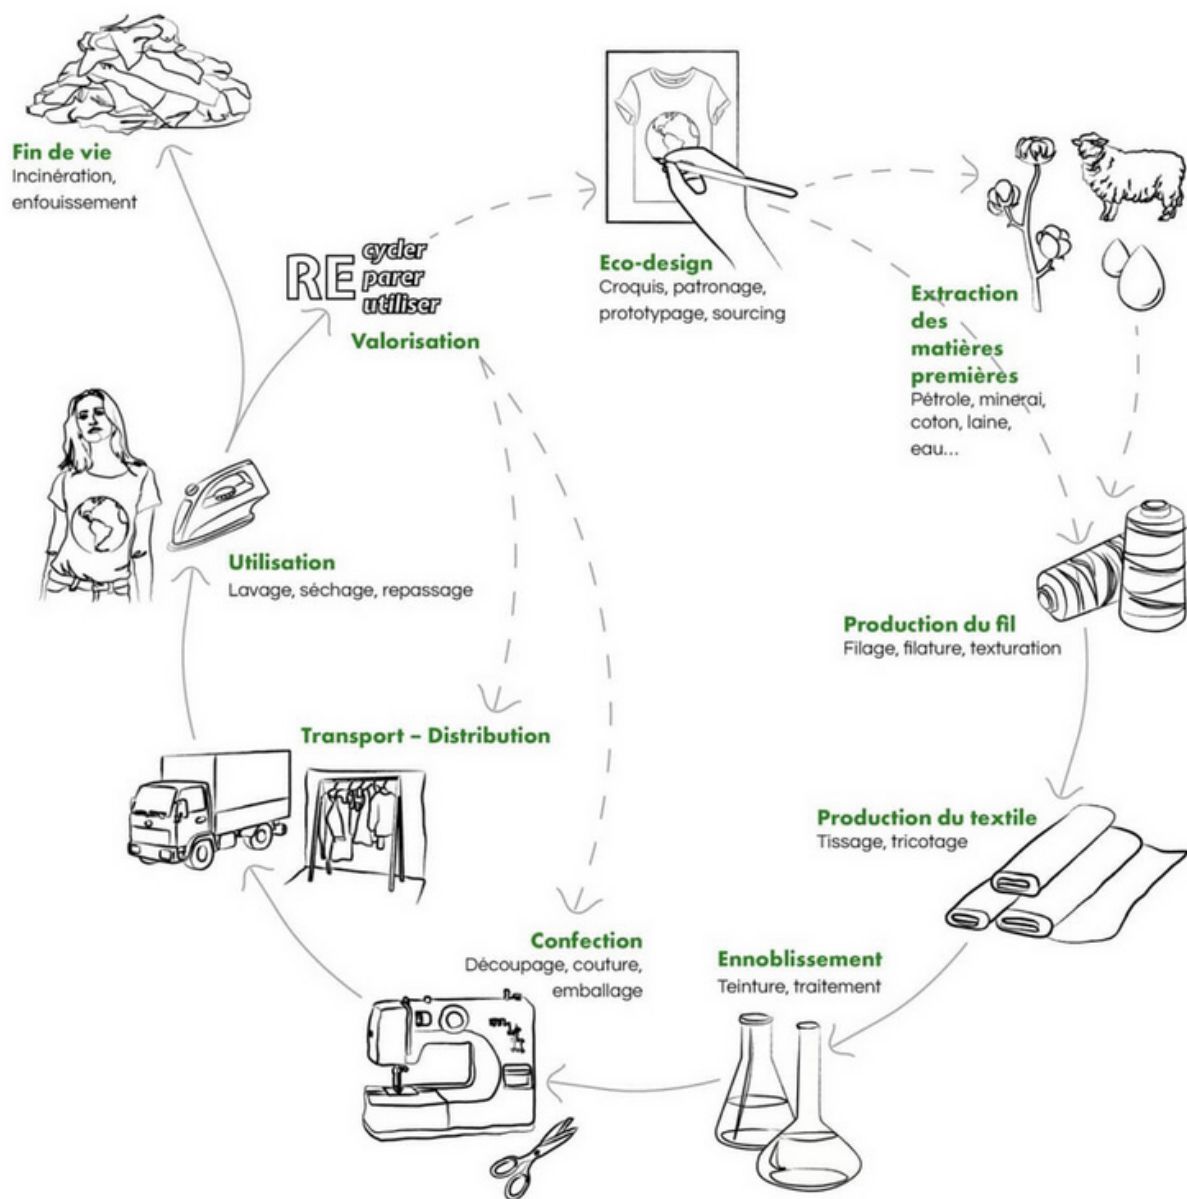 Fin de vie
Incinération,
enfouissement
RE cycler
parer
utiliser
Valorisation
Eco-design
Croquis, patronage,
prototypage, sourcing
Extraction
des
matières
premières
Pétrole, minerai,
coton, laine,
eau...
Utilisation
Lavage, séchage, repassage
Production du fil
Filage, filature, texturation
Transport – Distribution
Production du textile
Tissage, tricotage
Confection
Découpage, couture,
emballage
Ennoblissement
Teinture, traitement